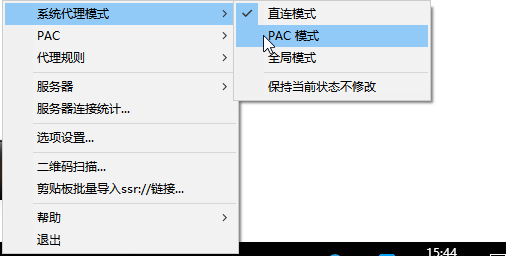 系统代理模式
PAC
代理规则
服务器
服务器连接统计...
选项设置...
二维码扫描...
剪贴板批量导入ssr://链接...
帮助
退出
直连模式
PAC 模式
全局模式
保持当前状态不修改
15:44